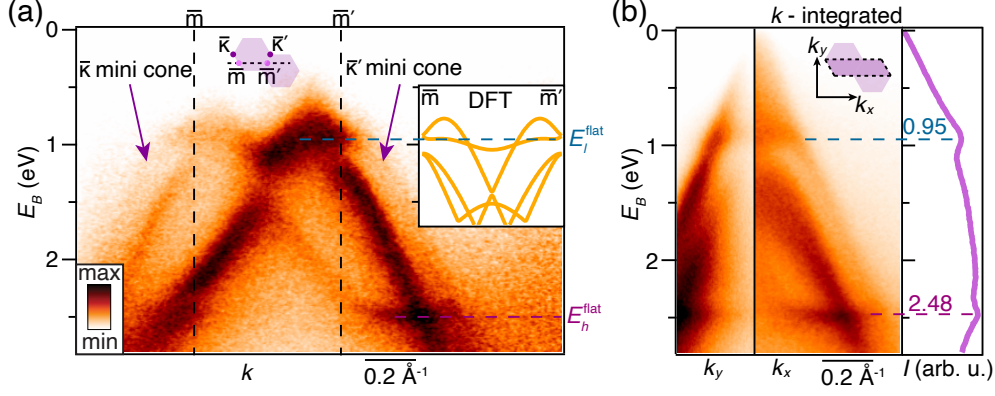 (a)
m̅
m̅′
0
1
2
E_B (eV)
κ̅
κ̅′
m̅
m̅′
κ̅ mini cone
κ̅′ mini cone
m̅
DFT
m̅′
E_l^flat
E_h^flat
max
min
k
0.2 Å⁻¹
(b)
k - integrated
0
1
2
E_B (eV)
k_y
k_x
0.95
2.48
k_y
k_x
0.2 Å⁻¹
I (arb. u.)